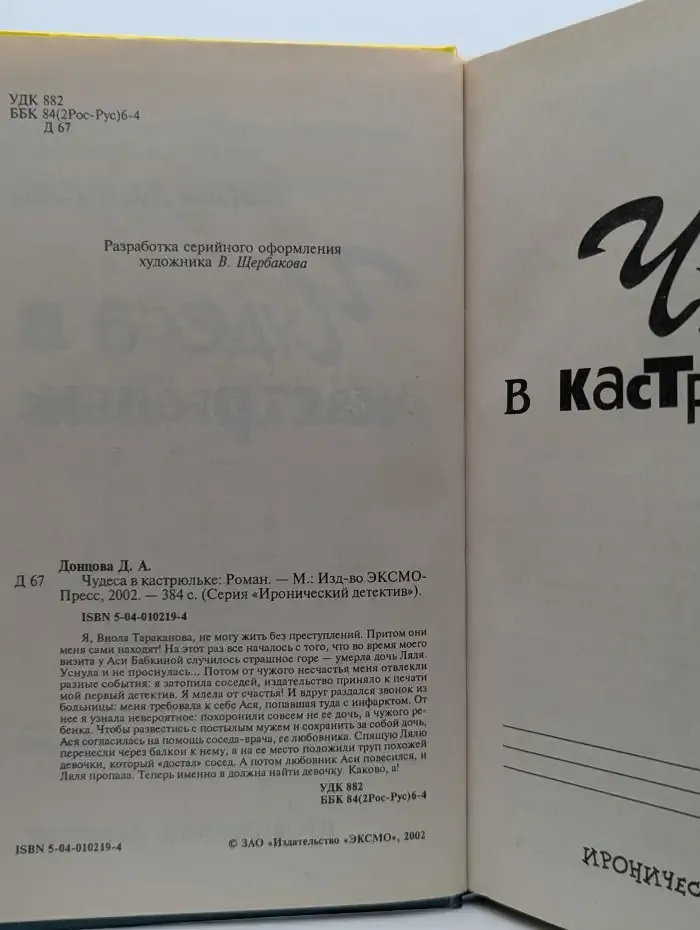 УДК 882
ББК 84(2Рос-Рус)6-4
Д 67
Разработка серийного оформления
художника В. Щербакова
Донцова Д. А.
Д 67 Чудеса в кастрюльке: Роман. — М.: Изд-во ЭКСМО-
Пресс, 2002. — 384 с. (Серия «Иронический детектив»).
ISBN 5-04-010219-4
Я, Виола Тараканова, не могу жить без преступлений. Притом они
меня сами находят! На этот раз все началось с того, что во время моего
визита у Аси Бабкиной случилось страшное горе — умерла дочь Ляля.
Уснула и не проснулась... Потом от чужого несчастья меня отвлекли
разные события: я затопила соседей, издательство приняло к печати
мой первый детектив. Я млела от счастья! И вдруг раздался звонок из
больницы: меня требовала к себе Ася, попавшая туда с инфарктом. От
нее я узнала невероятное: похоронили совсем не ее дочь, а чужого ре-
бенка. Чтобы развестись с постылым мужем и сохранить за собой дочь,
Ася согласилась на помощь соседа-врача, ее любовника. Спящую Лялю
перенесли через балкон к нему, а на ее место положили труп похожей
девочки, который «достал» сосед. А потом любовник Аси повесился, и
Ляля пропала. Теперь именно я должна найти девочку. Каково, а!
УДК 882
ББК 84(2Рос-Рус)6-4
ISBN 5-04-010219-4
© ЗАО «Издательство «ЭКСМО», 2002
Ч
в кастр
ИРОНИЧЕС